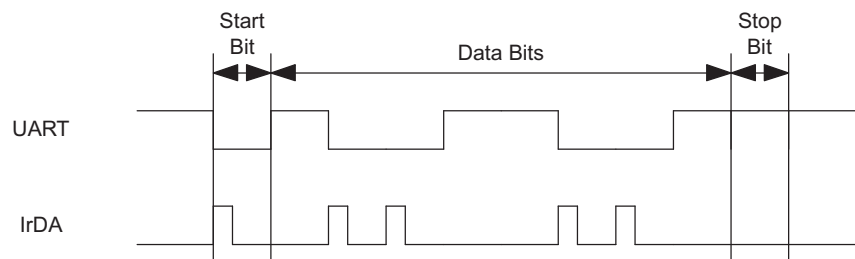 Start
Bit
Data Bits
Stop
Bit
UART
IrDA